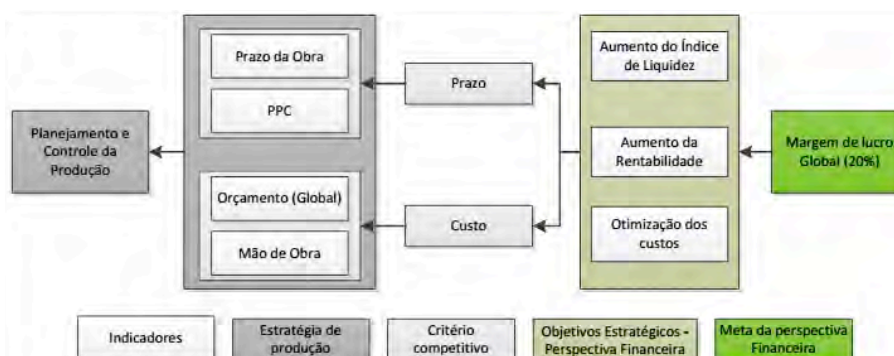 Prazo da Obra
PPC
Orçamento (Global)
Mão de Obra
Planejamento e
Controle da
Produção
Prazo
Custo
Aumento do Índice
de Liquidez
Aumento da
Rentabilidade
Otimização dos
custos
Margem de lucro
Global (20%)
Indicadores
Estratégia de
produção
Critério
competitivo
Objetivos Estratégicos -
Perspectiva Financeira
Meta da perspectiva
Financeira